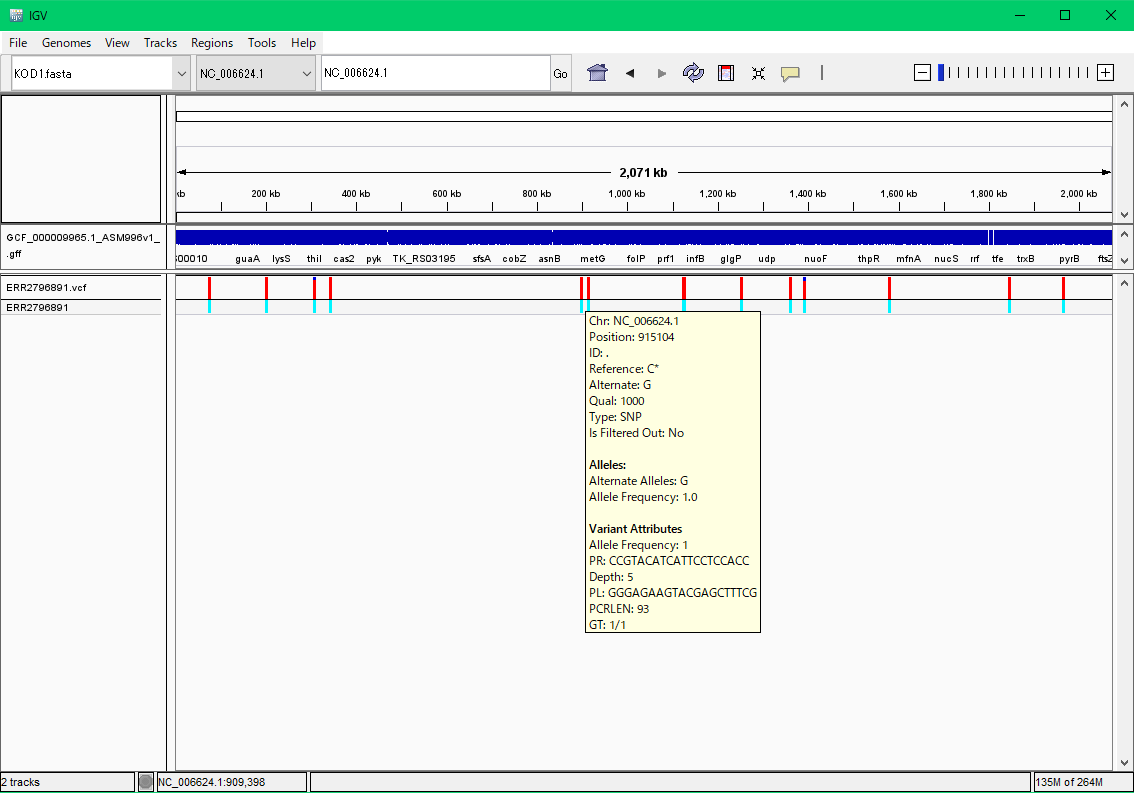 IGV
File Genomes View Tracks Regions Tools Help
KOD1.fasta NC_006624.1 NC_006624.1 Go
2,071 kb
kb 200 kb 400 kb 600 kb 800 kb 1,000 kb 1,200 kb 1,400 kb 1,600 kb 1,800 kb 2,000 kb
GCF_000009965.1_ASM996v1_
.gff
S00010 guaA lysS thiI cas2 pyk TK_RS03195 sfsA cobZ asnB metG folP prf1 infB glgP udp nuoF thpR mfnA nucS rrf tfe trxB pyrB ftsZ
ERR2796891.vcf
ERR2796891
Chr: NC_006624.1
Position: 915104
ID: .
Reference: C*
Alternate: G
Qual: 1000
Type: SNP
Is Filtered Out: No
Alleles:
Alternate Alleles: G
Allele Frequency: 1.0
Variant Attributes
Allele Frequency: 1
PR: CCGTACATCATTCCTCCACC
Depth: 5
PL: GGGAGAAGTACGAGCTTTCG
PCRLEN: 93
GT: 1/1
2 tracks NC_006624.1:909,398 135M of 264M